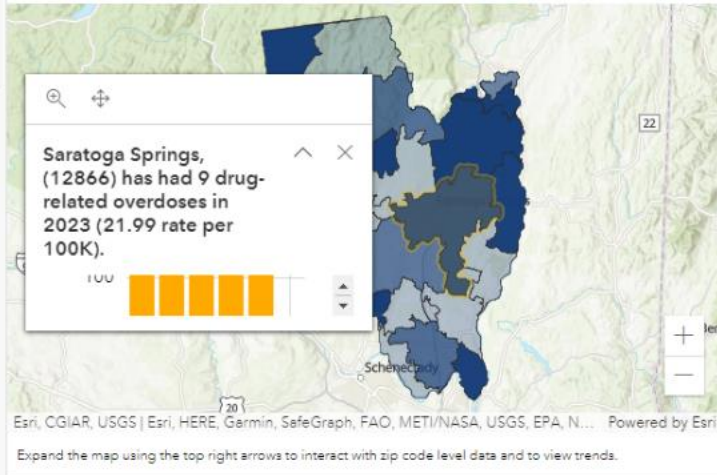 22
Saratoga Springs,
(12866) has had 9 drug-
related overdoses in
2023 (21.99 rate per
100K).
100
Schenectady
20
Esri, CGIAR, USGS | Esri, HERE, Garmin, SafeGraph, FAO, METI/NASA, USGS, EPA, N... Powered by Esri
Expand the map using the top right arrows to interact with zip code level data and to view trends.